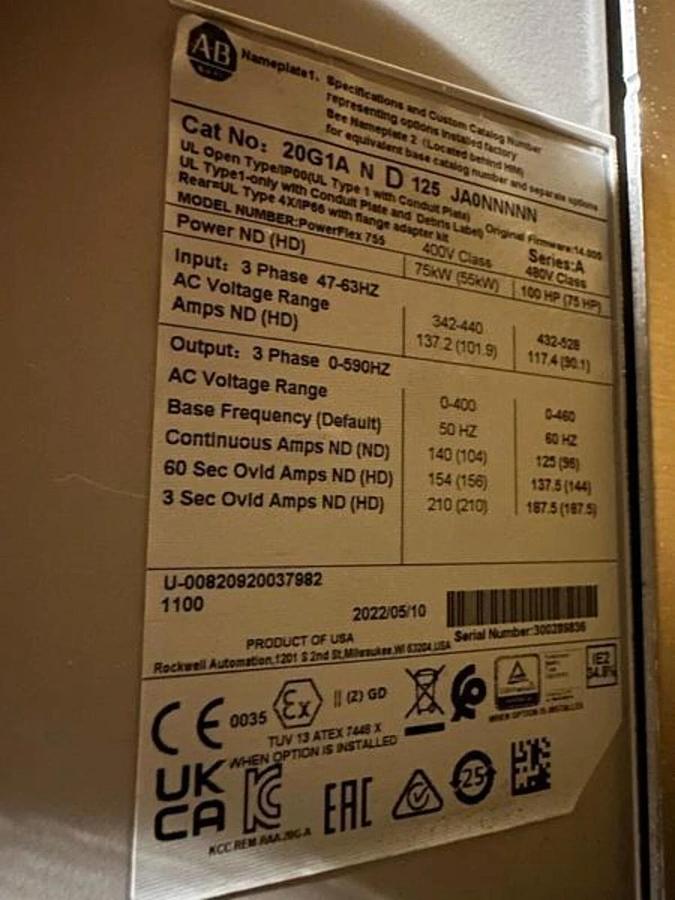 AB
Nameplate1. Specifications and Custom Catalog Number
representing options installed factory
See Nameplate 2 (Located behind HIM)
for equivalent base catalog number and separate options
Cat No: 20G1A N D 125 JA0NNNNN
UL Open Type/IP00(UL Type 1 with Conduit Plate)
UL Type1-only with Conduit Plate and Debris Label) Original Firmware:14.005
Rear=UL Type 4X/IP66 with flange adapter kit Series:A
MODEL NUMBER:PowerFlex 755 400V Class 480V Class
Power ND (HD) 75kW (55kW) 100 HP (75 HP)
Input: 3 Phase 47-63HZ
AC Voltage Range 342-440 432-528
Amps ND (HD) 137.2 (101.9) 117.4 (90.1)
Output: 3 Phase 0-590HZ
AC Voltage Range 0-400 0-460
Base Frequency (Default) 50 HZ 60 HZ
Continuous Amps ND (ND) 140 (104) 125 (96)
60 Sec Ovld Amps ND (HD) 154 (156) 137.5 (144)
3 Sec Ovld Amps ND (HD) 210 (210) 187.5 (187.5)
U-00820920037982
1100
2022/05/10
Serial Number:300289836
PRODUCT OF USA
Rockwell Automation,1201 S 2nd St,Milwaukee,WI 53204,USA
CE 0035 Ex II (2) GD
TUV 13 ATEX 7448 X
WHEN OPTION IS INSTALLED
WHEN OPTION IS INSTALLED
IE2
UK
CA
EAC
25
KCC-REM-RAA-20G-A